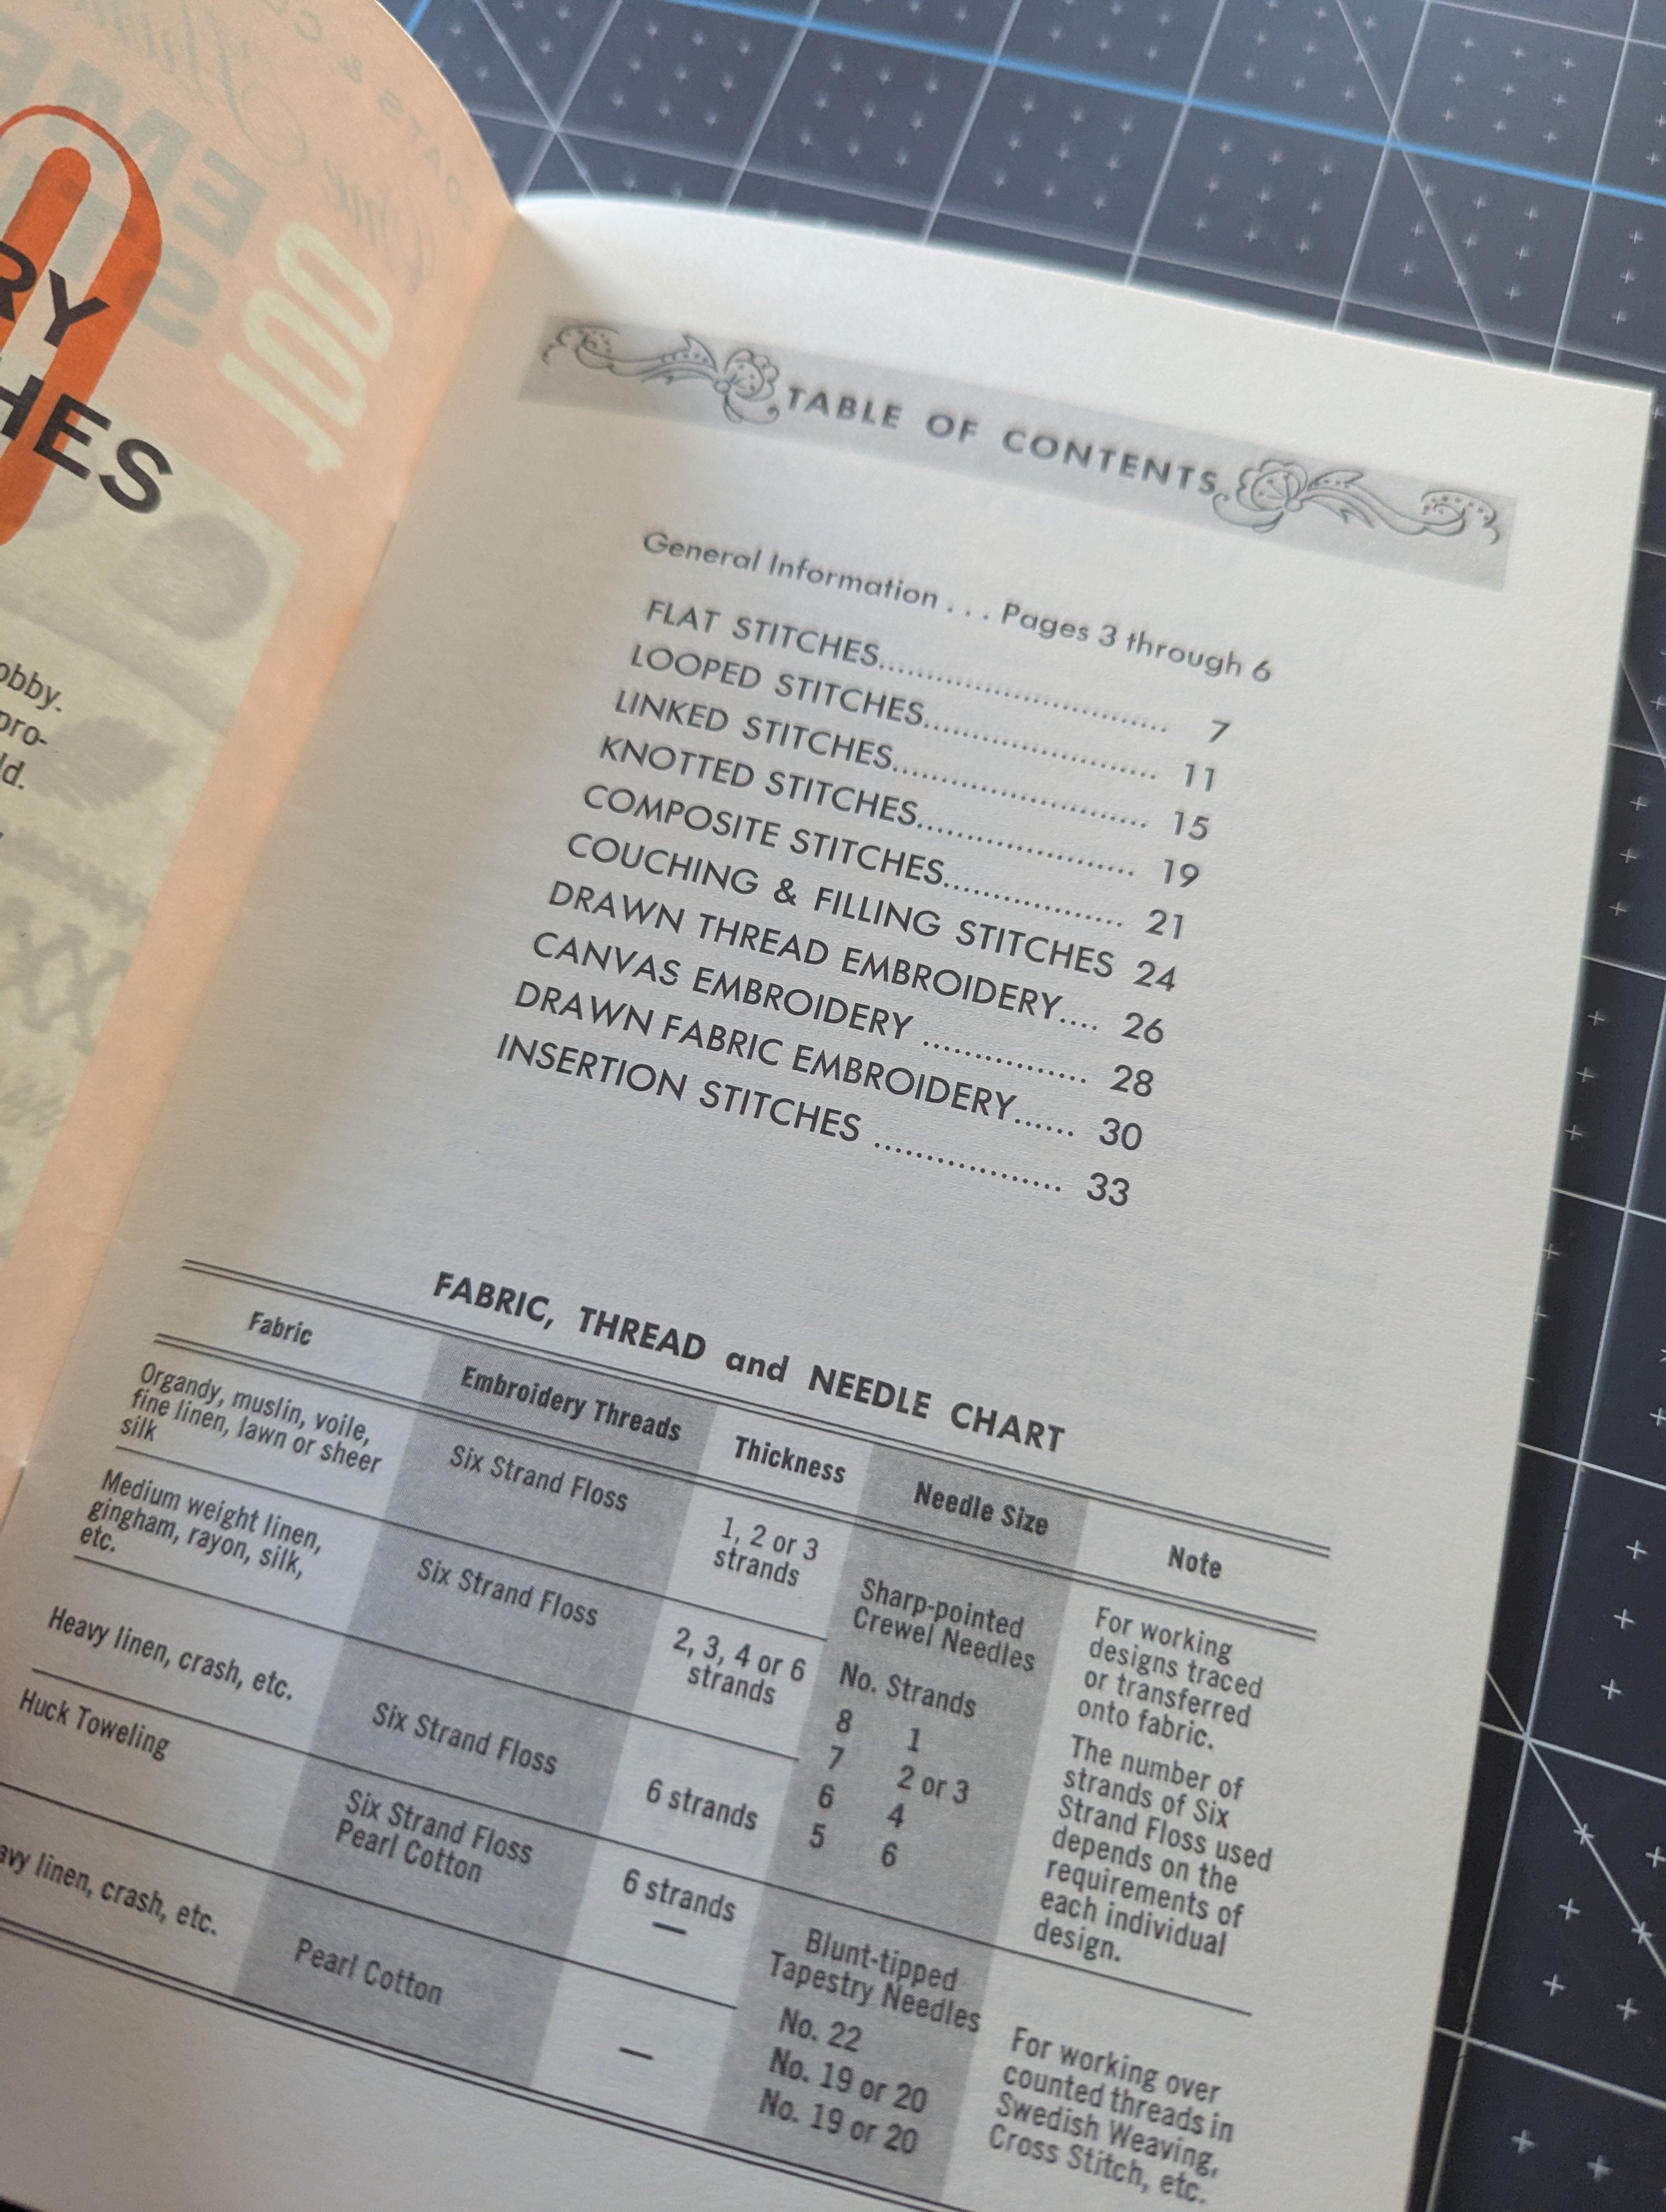 RY
HES
100
obby.
pro-
ld.
TABLE OF CONTENTS
General Information . . . Pages 3 through 6
FLAT STITCHES............................ 7
LOOPED STITCHES....................... 11
LINKED STITCHES......................... 15
KNOTTED STITCHES..................... 19
COMPOSITE STITCHES................. 21
COUCHING & FILLING STITCHES 24
DRAWN THREAD EMBROIDERY.... 26
CANVAS EMBROIDERY ................ 28
DRAWN FABRIC EMBROIDERY...... 30
INSERTION STITCHES .................. 33
FABRIC, THREAD and NEEDLE CHART
Fabric Embroidery Threads Thickness Needle Size Note
Organdy, muslin, voile,
fine linen, lawn or sheer
silk
Six Strand Floss
1, 2 or 3
strands
Medium weight linen,
gingham, rayon, silk,
etc.
Six Strand Floss
2, 3, 4 or 6
strands
Heavy linen, crash, etc.
Six Strand Floss
6 strands
Sharp-pointed
Crewel Needles
No. Strands
8 1
7 2 or 3
6 4
5 6
For working
designs traced
or transferred
onto fabric.
The number of
strands of Six
Strand Floss used
depends on the
requirements of
each individual
design.
Huck Toweling
Six Strand Floss
Pearl Cotton
6 strands
—
avy linen, crash, etc.
Pearl Cotton
—
Blunt-tipped
Tapestry Needles
No. 22
No. 19 or 20
No. 19 or 20
For working over
counted threads in
Swedish Weaving,
Cross Stitch, etc.